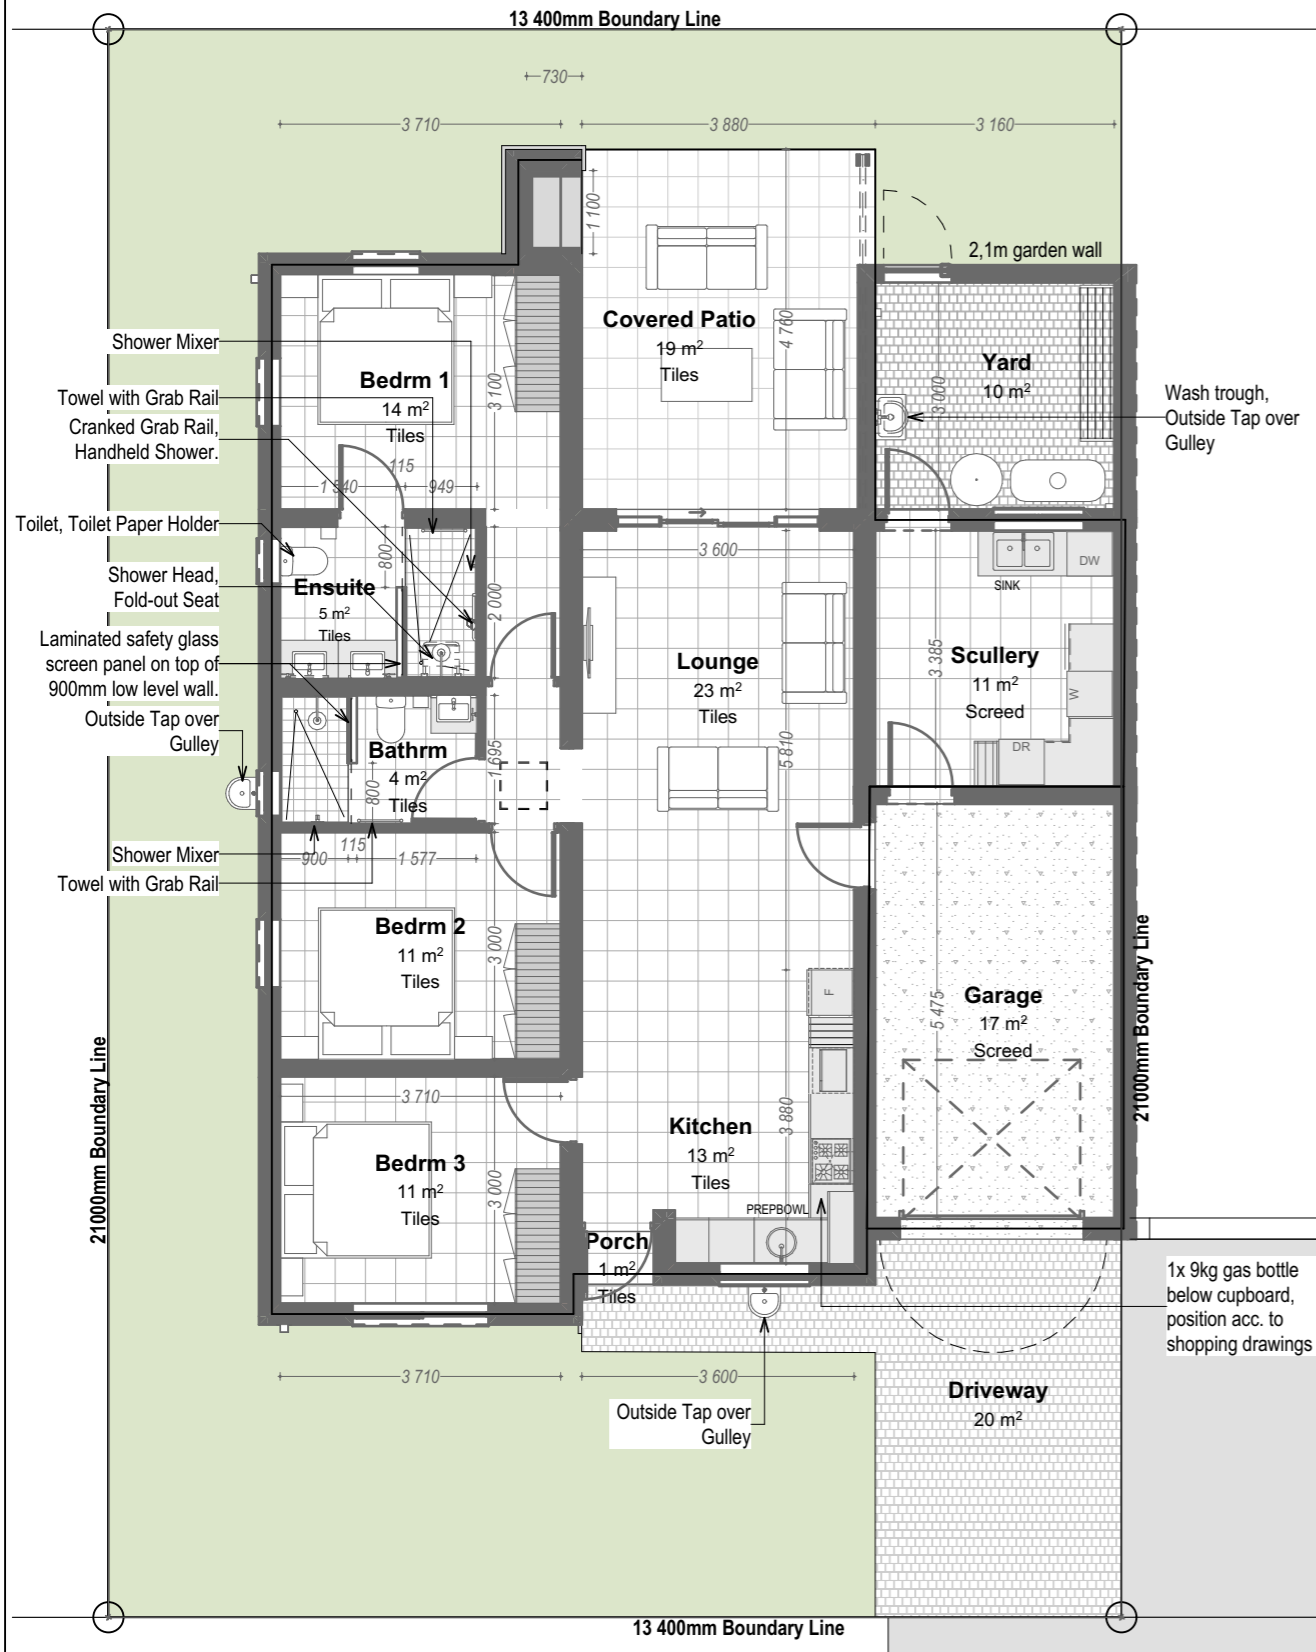 13 400mm Boundary Line
730
3 710
3 880
3 160
1 100
2,1m garden wall
Covered Patio
19 m²
Tiles
4 760
Yard
10 m²
3 000
Wash trough,
Outside Tap over
Gulley
Shower Mixer
Towel with Grab Rail
Cranked Grab Rail,
Handheld Shower.
Toilet, Toilet Paper Holder
Shower Head,
Fold-out Seat
Laminated safety glass
screen panel on top of
900mm low level wall.
Outside Tap over
Gulley
Shower Mixer
Towel with Grab Rail
Bedrm 1
14 m²
Tiles
3 100
115
1 540
949
800
Ensuite
5 m²
Tiles
2 000
3 600
SINK
DW
Lounge
23 m²
Tiles
5 810
Scullery
11 m²
Screed
3 385
W
DR
Bathrm
4 m²
Tiles
1 695
800
115
900
1 577
Bedrm 2
11 m²
Tiles
3 000
F
Garage
17 m²
Screed
5 475
21000mm Boundary Line
21000mm Boundary Line
3 710
Bedrm 3
11 m²
Tiles
3 000
Kitchen
13 m²
Tiles
3 880
PREPBOWL
Porch
1 m²
Tiles
1x 9kg gas bottle
below cupboard,
position acc. to
shopping drawings
3 710
3 600
Outside Tap over
Gulley
Driveway
20 m²
13 400mm Boundary Line